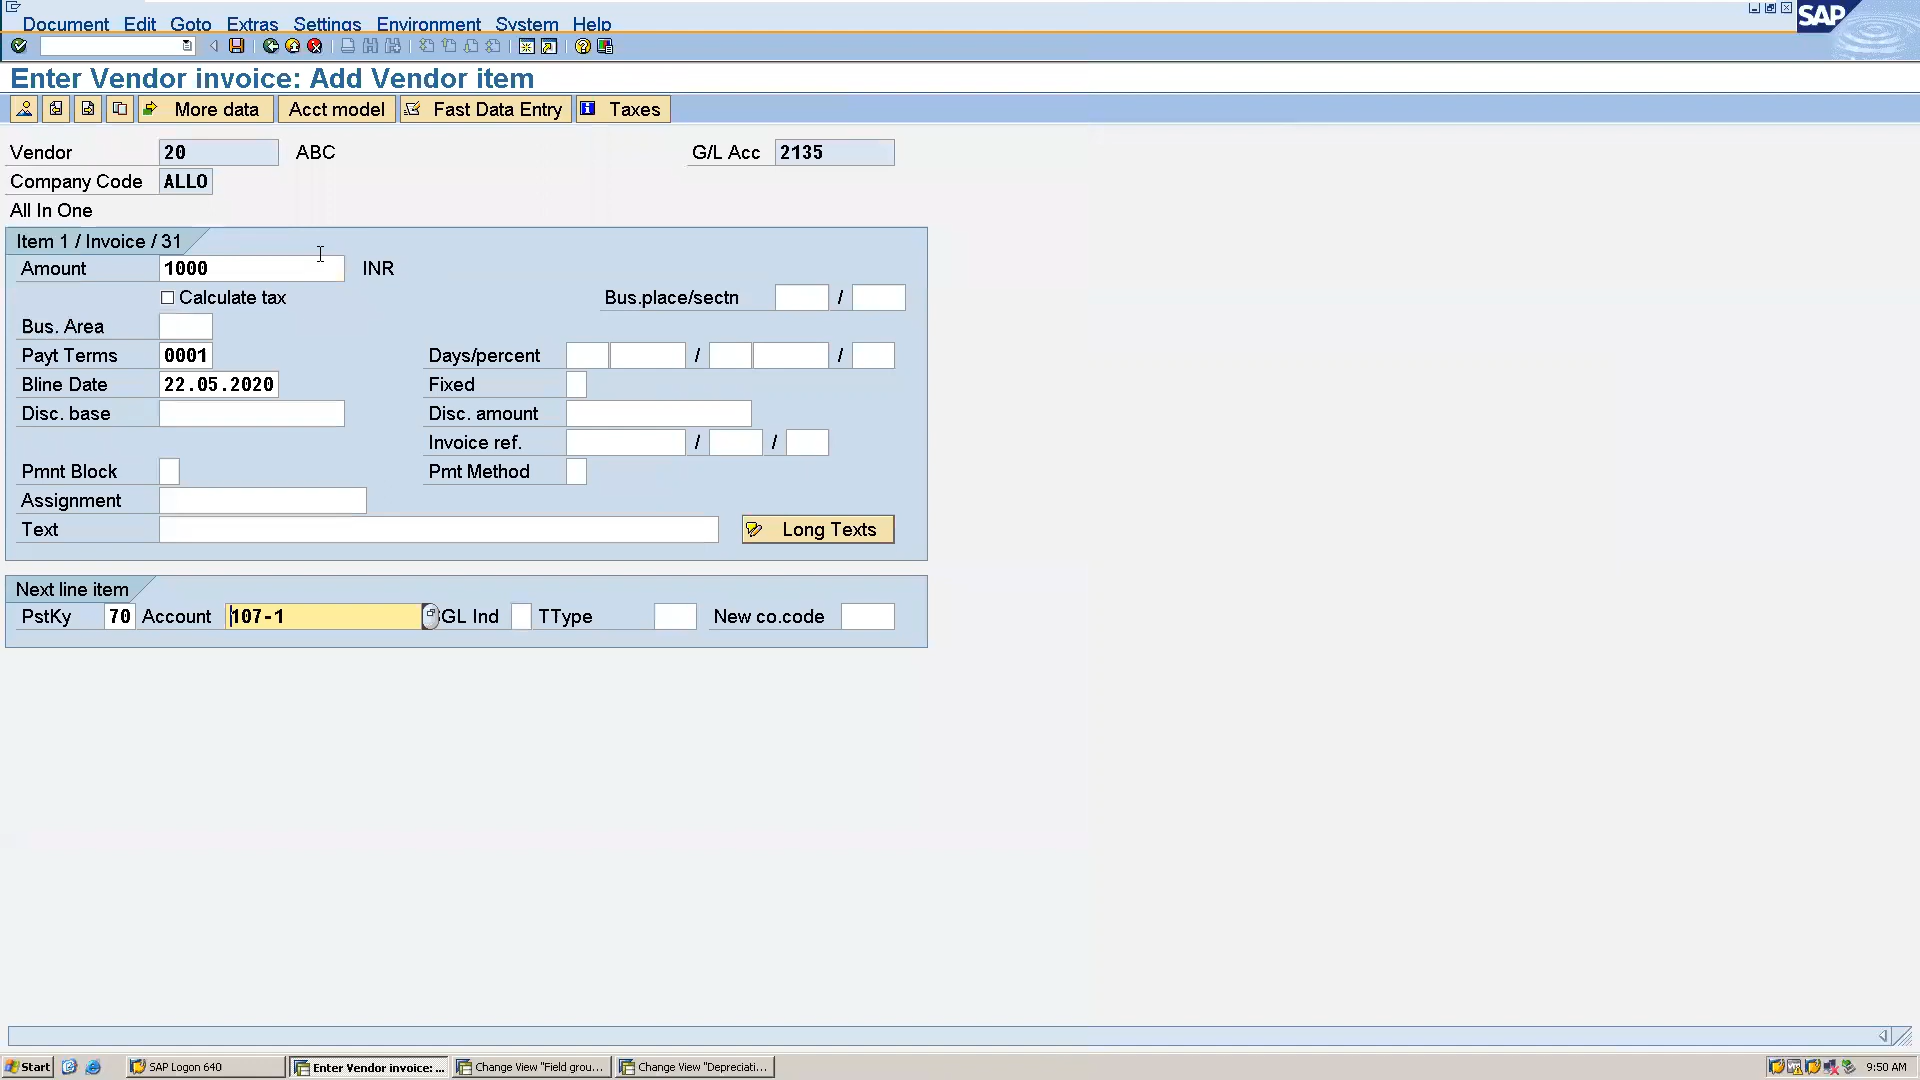 Document Edit Goto Extras Settings Environment System Help
SAP
Enter Vendor invoice: Add Vendor item
More data Acct model Fast Data Entry Taxes
Vendor 20 ABC G/L Acc 2135
Company Code ALLO
All In One
Item 1 / Invoice / 31
Amount 1000 INR
Calculate tax Bus.place/sectn /
Bus. Area
Payt Terms 0001 Days/percent / /
Bline Date 22.05.2020 Fixed
Disc. base Disc. amount
Invoice ref. / /
Pmnt Block Pmt Method
Assignment
Text Long Texts
Next line item
PstKy 70 Account 107-1 GL Ind TType New co.code
Start SAP Logon 640 Enter Vendor invoice: ... Change View "Field grou... Change View "Depreciati... 9:50 AM